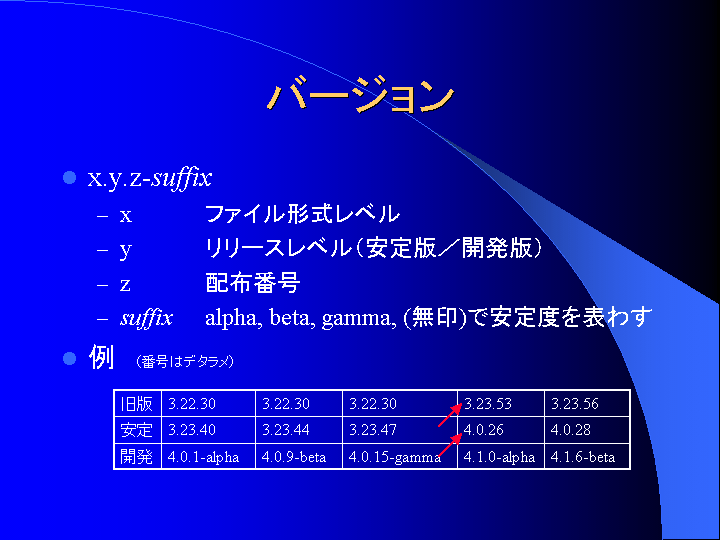 バージョン
x.y.z-suffix
– x ファイル形式レベル
– y リリースレベル（安定版／開発版）
– z 配布番号
– suffix alpha, beta, gamma, (無印)で安定度を表わす
例 （番号はデタラメ）
旧版 3.22.30 3.22.30 3.22.30 3.23.53 3.23.56
安定 3.23.40 3.23.44 3.23.47 4.0.26 4.0.28
開発 4.0.1-alpha 4.0.9-beta 4.0.15-gamma 4.1.0-alpha 4.1.6-beta